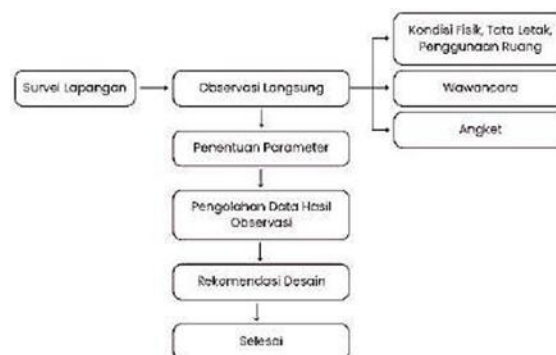 Kondisi Fisik, Tata Letak,
Penggunaan Ruang
Survei Lapangan
Observasi Langsung
Wawancara
Angket
Penentuan Parameter
Pengolahan Data Hasil
Observasi
Rekomendasi Desain
Selesai